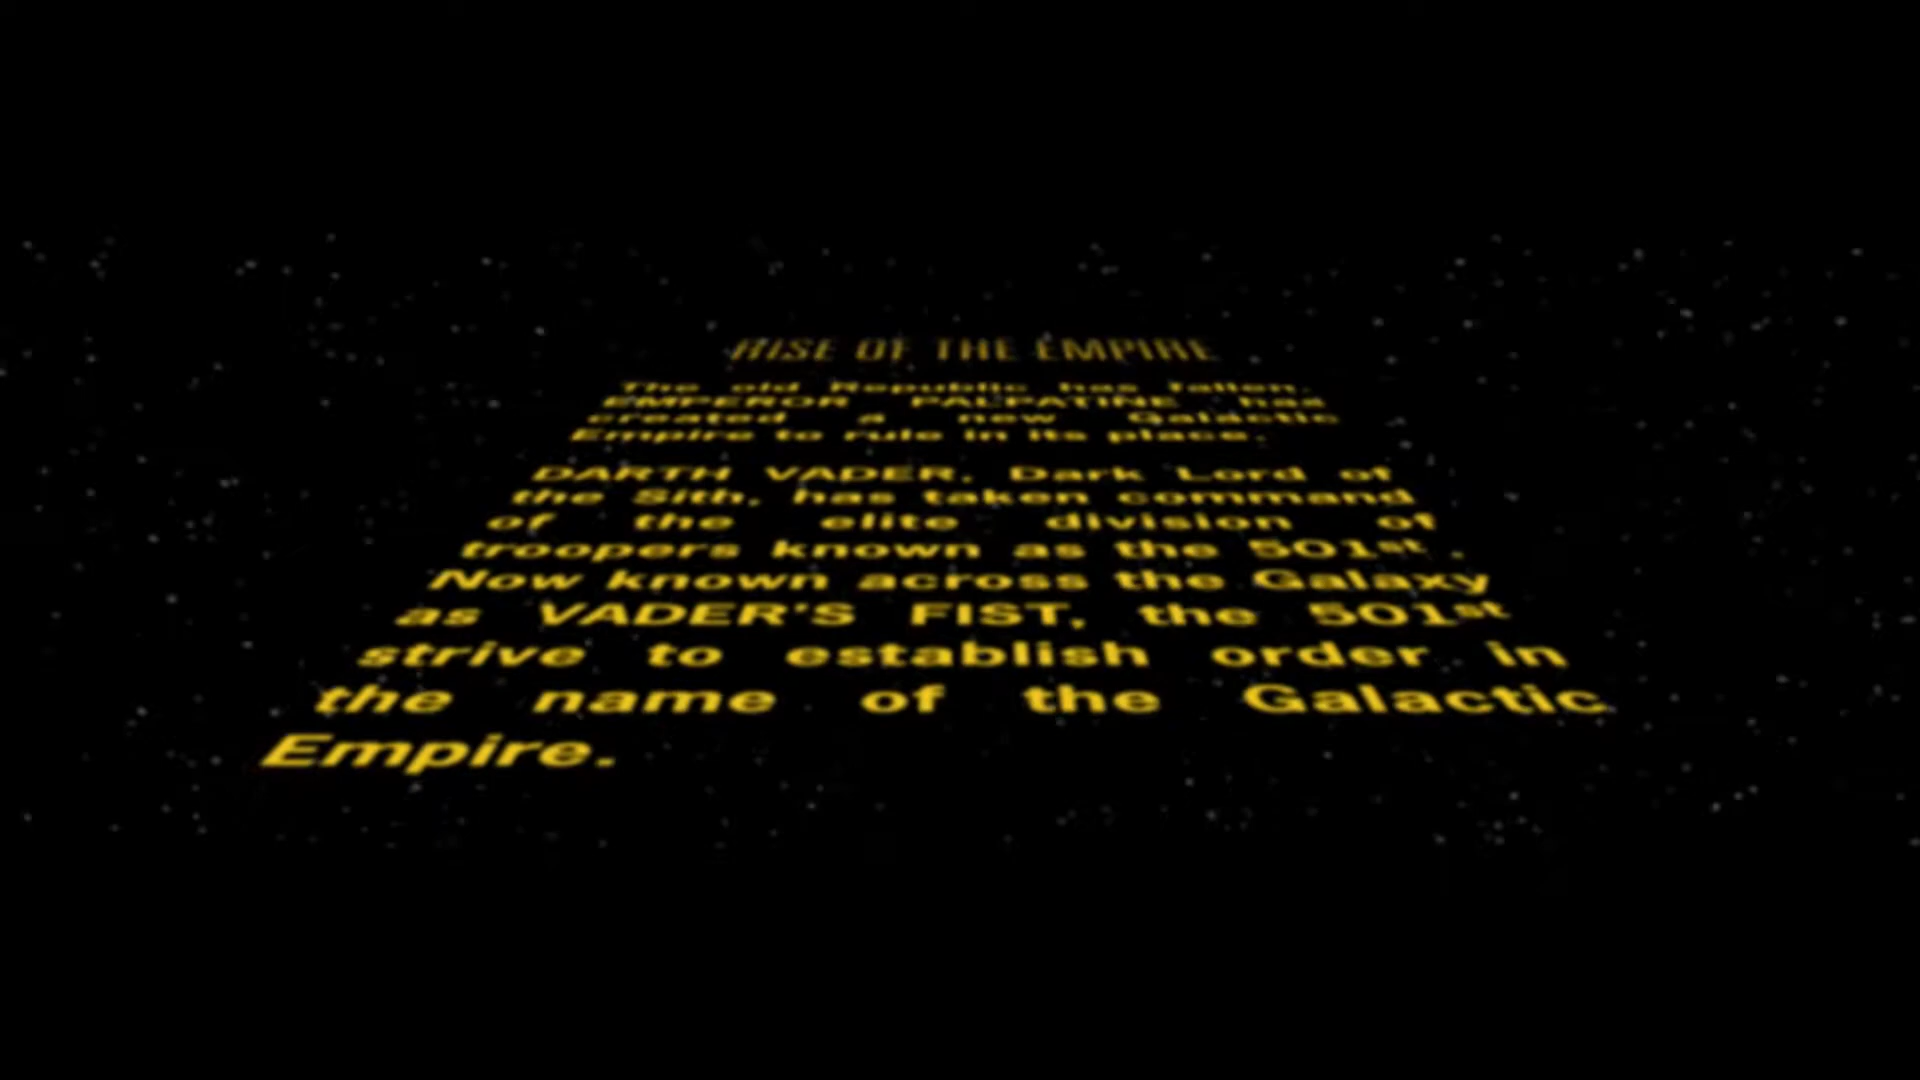 RISE OF THE EMPIRE
The old Republic has fallen.
EMPEROR PALPATINE has
created a new Galactic
Empire to rule in its place.
DARTH VADER, Dark Lord of
the Sith, has taken command
of the elite division of
troopers known as the 501st .
Now known across the Galaxy
as VADER'S FIST, the 501st
strive to establish order in
the name of the Galactic
Empire.